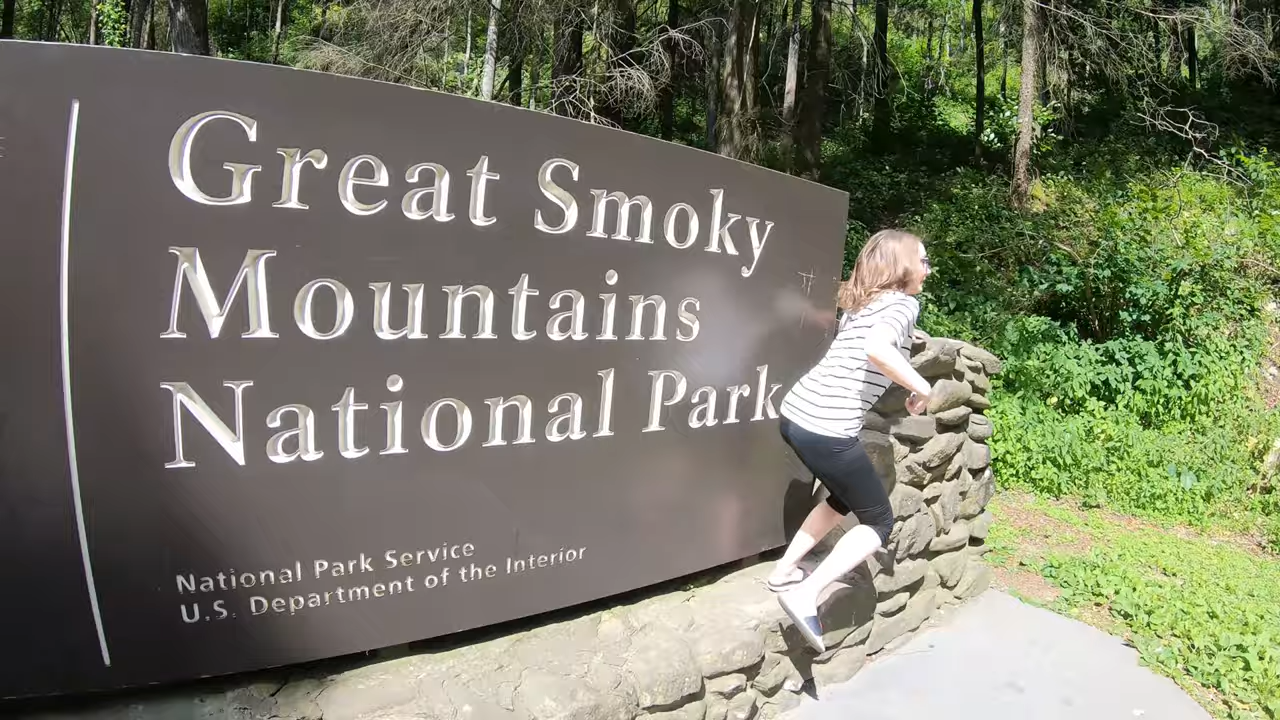 Great Smoky
Mountains
National Park
National Park Service
U.S. Department of the Interior